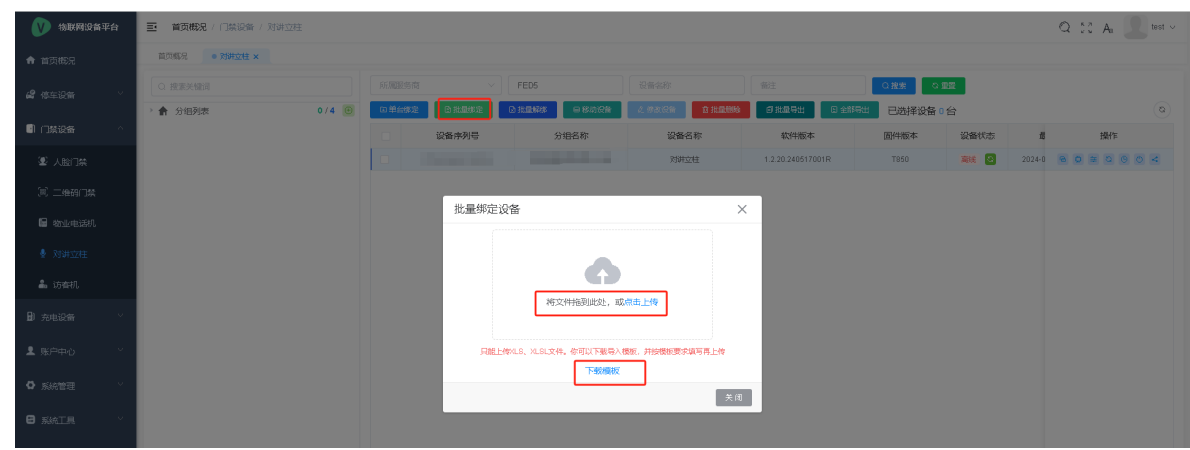 物联网设备平台
首页概况 / 门禁设备 / 对讲立柱
test
首页概况
停车设备
门禁设备
人脸门禁
二维码门禁
物业电话机
对讲立柱
访客机
充电设备
账户中心
系统管理
系统工具
首页概况
对讲立柱 ×
搜索关键词
分组列表 0 / 4
所属服务商 FED5 设备名称 备注 搜索 重置
单台绑定 批量绑定 批量解绑 移动设备 修改设备 批量删除 批量导出 全部导出 已选择设备 0 台
设备序列号 分组名称 设备名称 软件版本 固件版本 设备状态 操作
对讲立柱 1.2.20.240517001R T850 离线 2024-0
批量绑定设备
将文件拖到此处，或点击上传
只能上传XLS、XLSL文件。你可以下载导入模板，并按模板要求填写再上传
下载模板
关闭